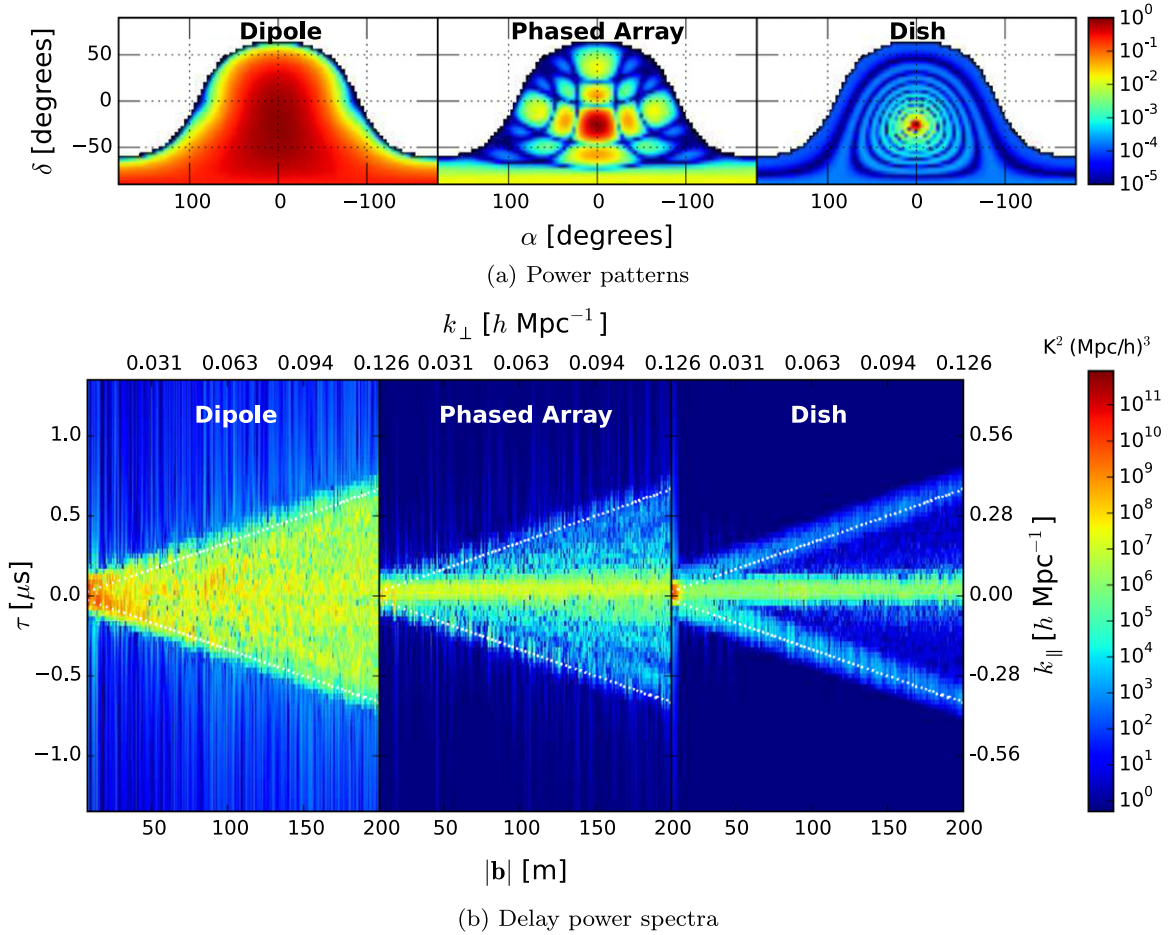 Dipole Phased Array Dish
δ [degrees]
50
0
−50
100 0 −100 100 0 −100 100 0 −100
α [degrees]
10^0
10^-1
10^-2
10^-3
10^-4
10^-5
(a) Power patterns
k⊥ [h Mpc^-1]
0.031 0.063 0.094 0.126 0.031 0.063 0.094 0.126 0.031 0.063 0.094 0.126
Dipole Phased Array Dish
τ [μs]
1.0
0.5
0.0
−0.5
−1.0
0.56
0.28
0.00
−0.28
−0.56
k∥ [h Mpc^-1]
50 100 150 200 50 100 150 200 50 100 150 200
|b| [m]
K² (Mpc/h)³
10^11
10^10
10^9
10^8
10^7
10^6
10^5
10^4
10^3
10^2
10^1
10^0
(b) Delay power spectra